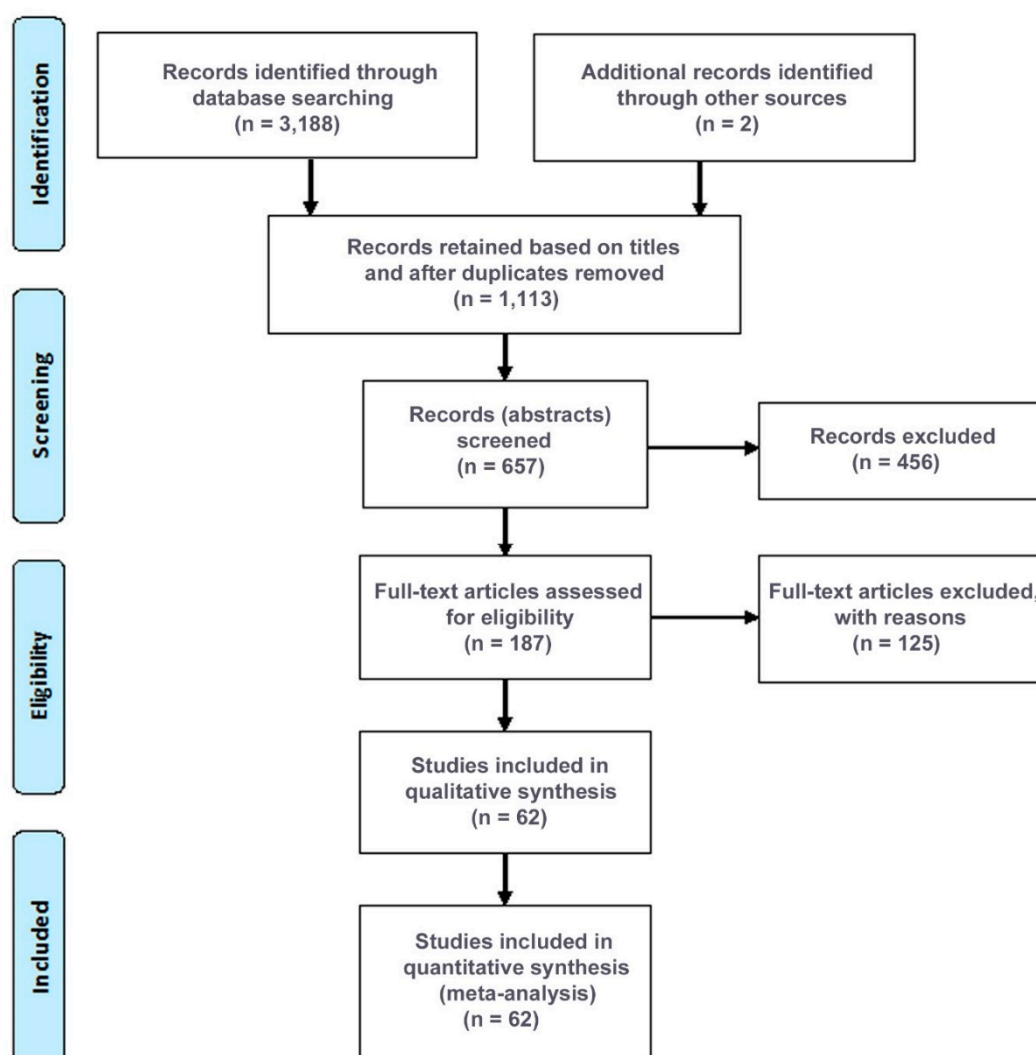 Identification
Records identified through
database searching
(n = 3,188)
Additional records identified
through other sources
(n = 2)
Records retained based on titles
and after duplicates removed
(n = 1,113)
Screening
Records (abstracts)
screened
(n = 657)
Records excluded
(n = 456)
Eligibility
Full-text articles assessed
for eligibility
(n = 187)
Full-text articles excluded,
with reasons
(n = 125)
Studies included in
qualitative synthesis
(n = 62)
Included
Studies included in
quantitative synthesis
(meta-analysis)
(n = 62)